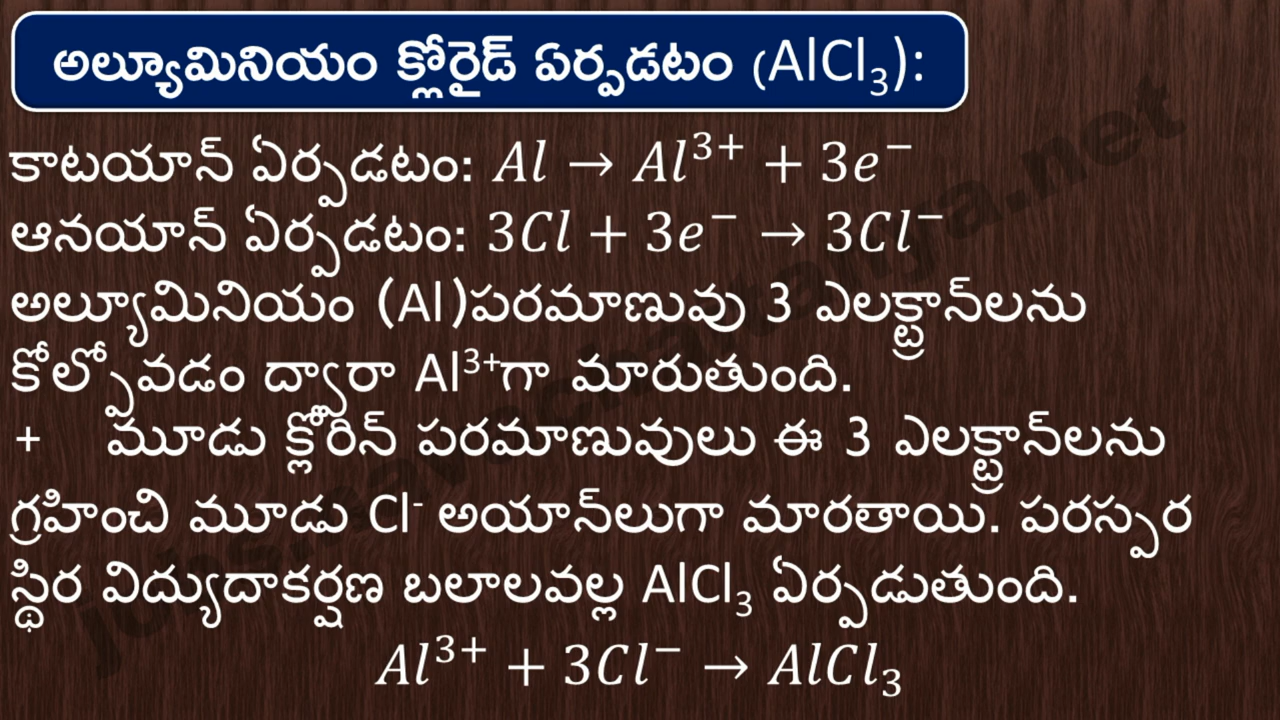 అల్యూమినియం క్లోరైడ్ ఏర్పడటం (AlCl₃):
కాటయాన్ ఏర్పడటం: Al → Al³⁺ + 3e⁻
ఆనయాన్ ఏర్పడటం: 3Cl + 3e⁻ → 3Cl⁻
అల్యూమినియం (Al)పరమాణువు 3 ఎలక్ట్రాన్‌లను
కోల్పోవడం ద్వారా Al³⁺గా మారుతుంది.
+ మూడు క్లోరిన్ పరమాణువులు ఈ 3 ఎలక్ట్రాన్‌లను
గ్రహించి మూడు Cl⁻ అయాన్‌లుగా మారతాయి. పరస్పర
స్థిర విద్యుదాకర్షణ బలాలవల్ల AlCl₃ ఏర్పడుతుంది.
Al³⁺ + 3Cl⁻ → AlCl₃